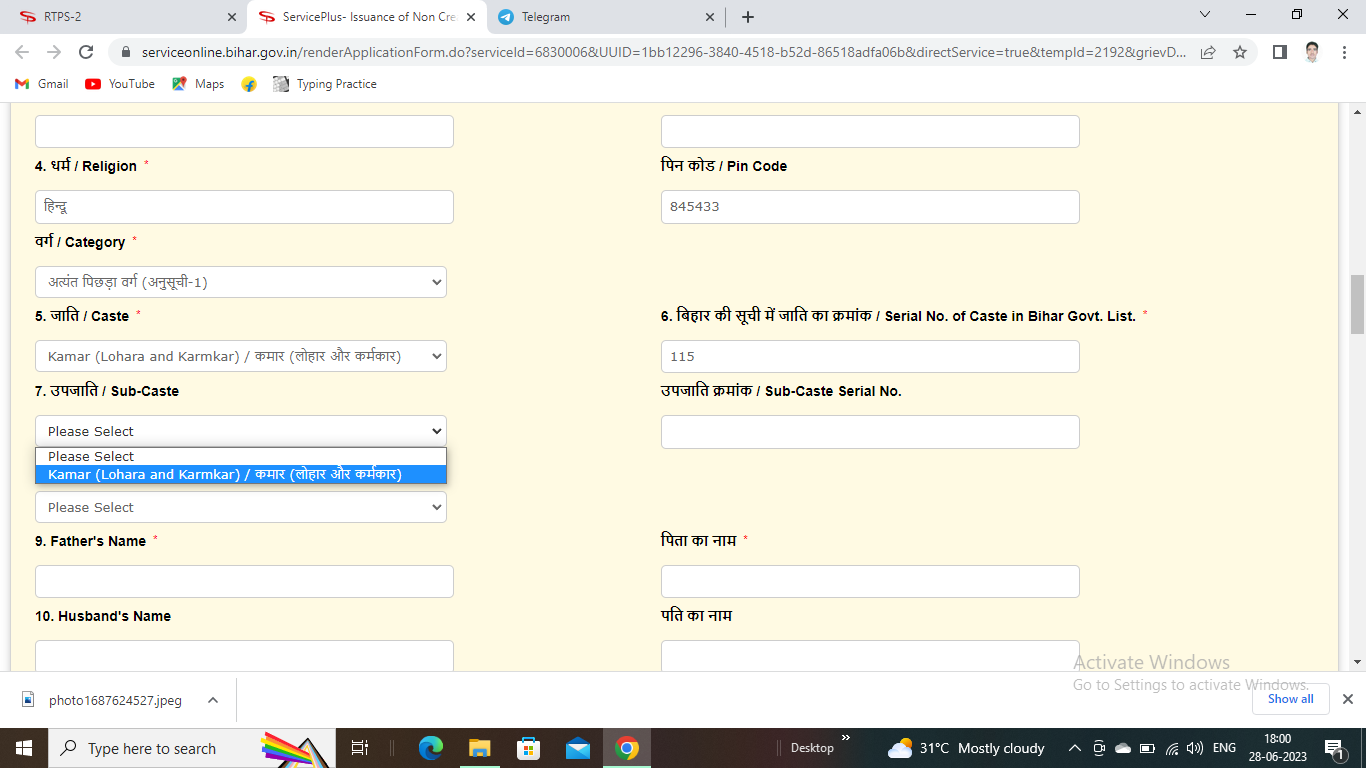 RTPS-2
ServicePlus- Issuance of Non Cre
Telegram
serviceonline.bihar.gov.in/renderApplicationForm.do?serviceId=6830006&UUID=1bb12296-3840-4518-b52d-86518adfa06b&directService=true&tempId=2192&grievD...
Gmail
YouTube
Maps
Typing Practice
4. धर्म / Religion *
पिन कोड / Pin Code
हिन्दू
845433
वर्ग / Category *
अत्यंत पिछड़ा वर्ग (अनुसूची-1)
5. जाति / Caste *
6. बिहार की सूची में जाति का क्रमांक / Serial No. of Caste in Bihar Govt. List. *
Kamar (Lohara and Karmkar) / कमार (लोहार और कर्मकार)
115
7. उपजाति / Sub-Caste
उपजाति क्रमांक / Sub-Caste Serial No.
Please Select
Please Select
Kamar (Lohara and Karmkar) / कमार (लोहार और कर्मकार)
Please Select
9. Father's Name *
पिता का नाम *
10. Husband's Name
पति का नाम
Activate Windows
Go to Settings to activate Windows.
photo1687624527.jpeg
Show all
Type here to search
Desktop
31°C Mostly cloudy
ENG
18:00
28-06-2023
1